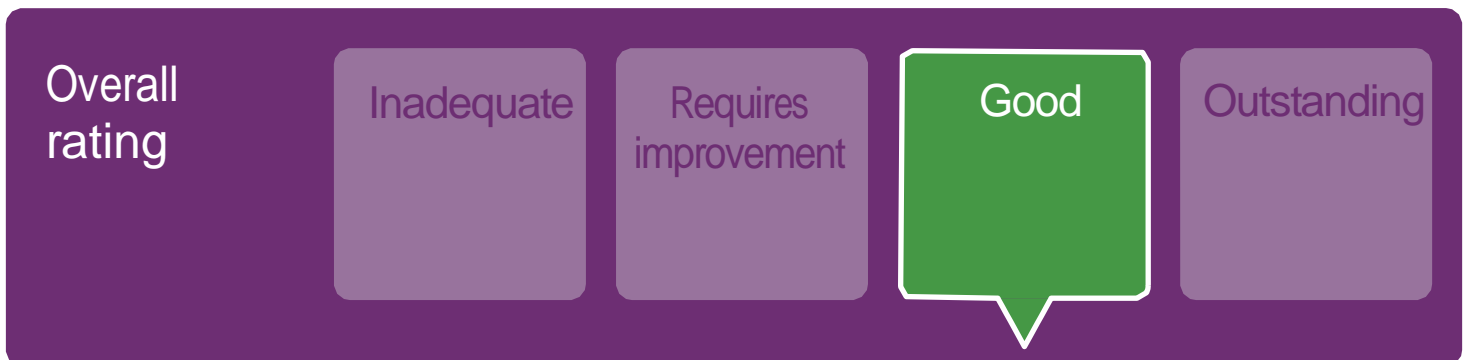 Overall
rating
Inadequate
Requires
improvement
Good
Outstanding